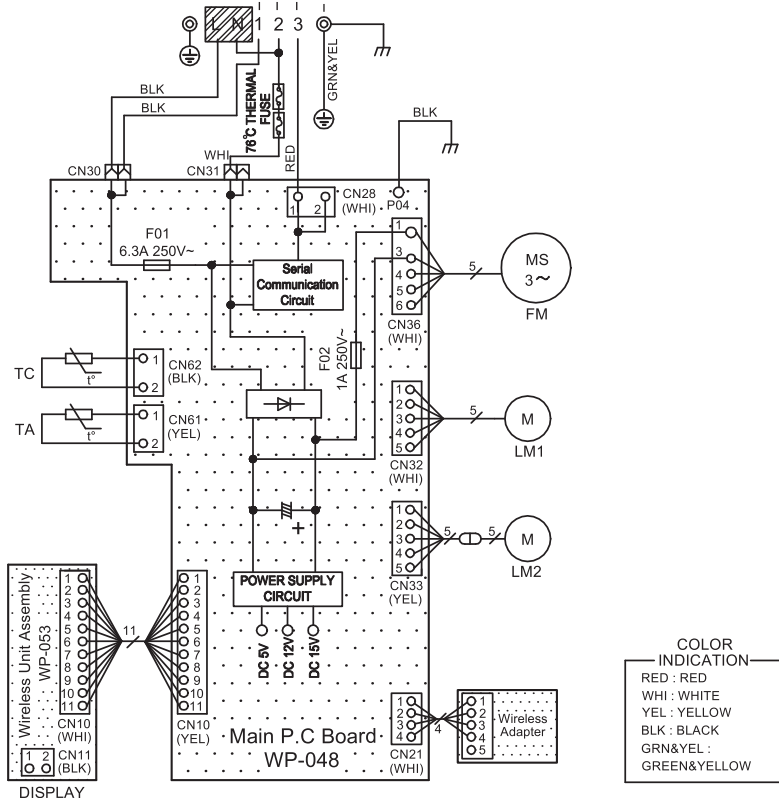 L N 1 2 3
BLK
BLK
76°C THERMAL
FUSE
GRN&YEL
WHI
RED
BLK
CN30
CN31
CN28
(WHI)
1 2
P04
F01
6.3A 250V~
Serial
Communication
Circuit
F02
1A 250V~
1
3
4
5
6
CN36
(WHI)
5
MS
3~
FM
TC
t°
1
2
CN62
(BLK)
TA
t°
1
2
CN61
(YEL)
1
2
3
4
5
CN32
(WHI)
5
M
LM1
+
1
2
3
4
5
CN33
(YEL)
5
5
M
LM2
POWER SUPPLY
CIRCUIT
DC 5V
DC 12V
DC 15V
Wireless Unit Assembly
WP-053
1
2
3
4
5
6
7
8
9
10
11
CN10
(WHI)
11
1
2
3
4
5
6
7
8
9
10
11
CN10
(YEL)
1 2
CN11
(BLK)
DISPLAY
Main P.C Board
WP-048
1
2
3
4
CN21
(WHI)
4
1
2
3
4
5
Wireless
Adapter
COLOR
INDICATION
RED : RED
WHI : WHITE
YEL : YELLOW
BLK : BLACK
GRN&YEL :
GREEN&YELLOW